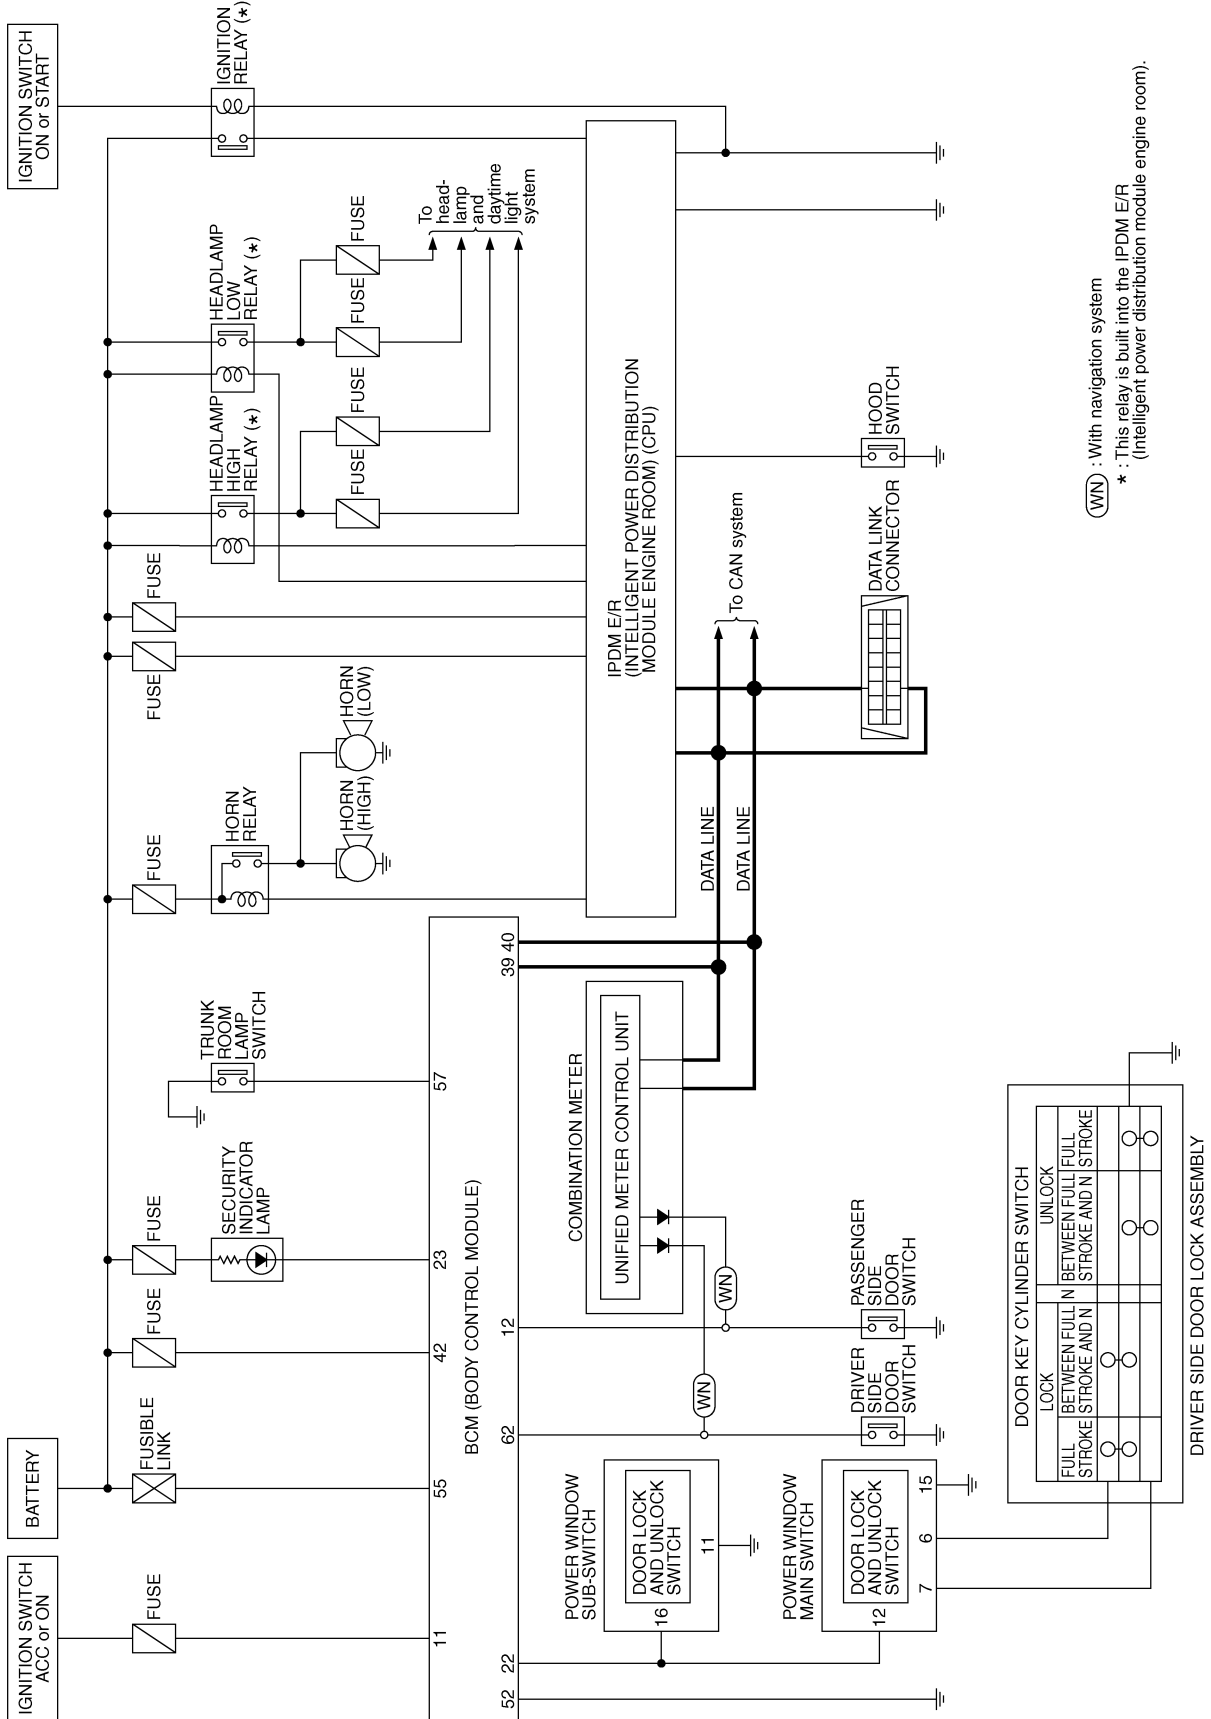 IGNITION SWITCH
ACC or ON
BATTERY
IGNITION SWITCH
ON or START
FUSE
FUSIBLE
LINK
FUSE
FUSE
SECURITY
INDICATOR
LAMP
TRUNK
ROOM
LAMP
SWITCH
FUSE
HORN
RELAY
HORN
(HIGH)
HORN
(LOW)
FUSE
FUSE
HEADLAMP
HIGH
RELAY (*)
FUSE
FUSE
HEADLAMP
LOW
RELAY (*)
FUSE
FUSE
To
head-
lamp
and
daytime
light
system
IGNITION
RELAY (*)
11
55
42
23
57
BCM (BODY CONTROL MODULE)
52
22
62
12
39
40
IPDM E/R
(INTELLIGENT POWER DISTRIBUTION
MODULE ENGINE ROOM) (CPU)
COMBINATION METER
UNIFIED METER CONTROL UNIT
WN
WN
DATA LINE
DATA LINE
To CAN system
POWER WINDOW
SUB-SWITCH
DOOR LOCK
AND UNLOCK
SWITCH
16
11
POWER WINDOW
MAIN SWITCH
DOOR LOCK
AND UNLOCK
SWITCH
12
7
6
15
DRIVER
SIDE
DOOR
SWITCH
PASSENGER
SIDE
DOOR
SWITCH
DATA LINK
CONNECTOR
HOOD
SWITCH
DOOR KEY CYLINDER SWITCH
LOCK
N
UNLOCK
FULL
STROKE
BETWEEN FULL
STROKE AND N
BETWEEN FULL
STROKE AND N
FULL
STROKE
DRIVER SIDE DOOR LOCK ASSEMBLY
WN : With navigation system
* : This relay is built into the IPDM E/R
(Intelligent power distribution module engine room).